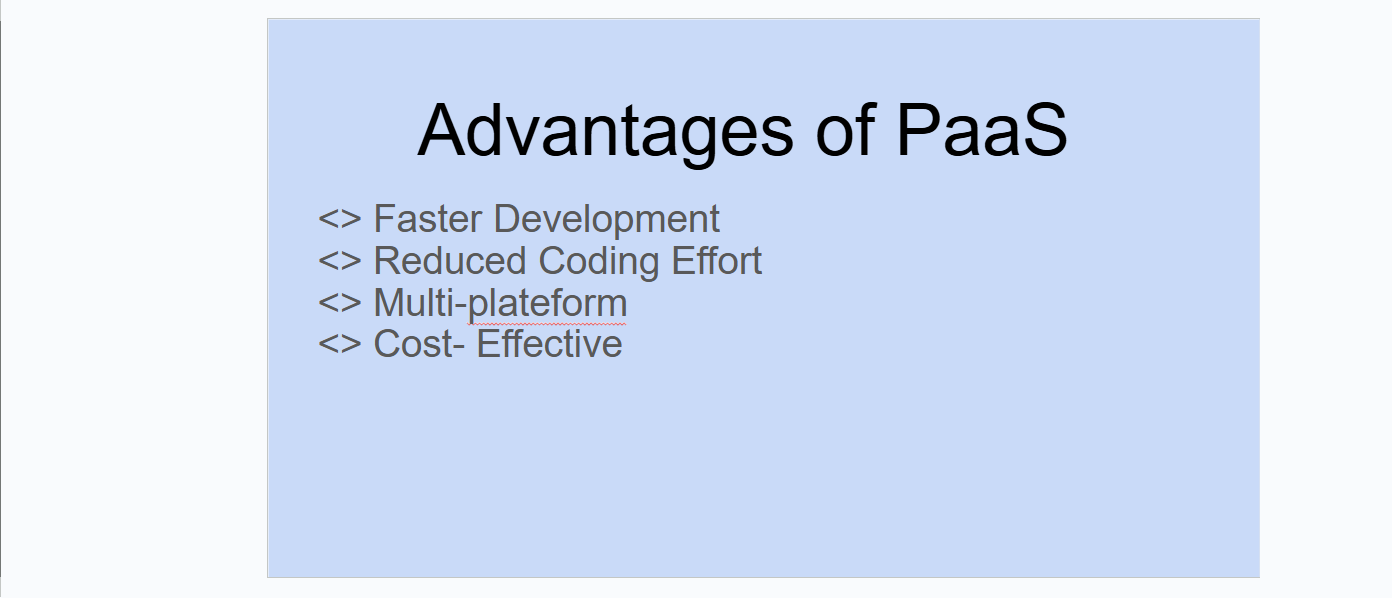 Advantages of PaaS
<> Faster Development
<> Reduced Coding Effort
<> Multi-plateform
<> Cost- Effective